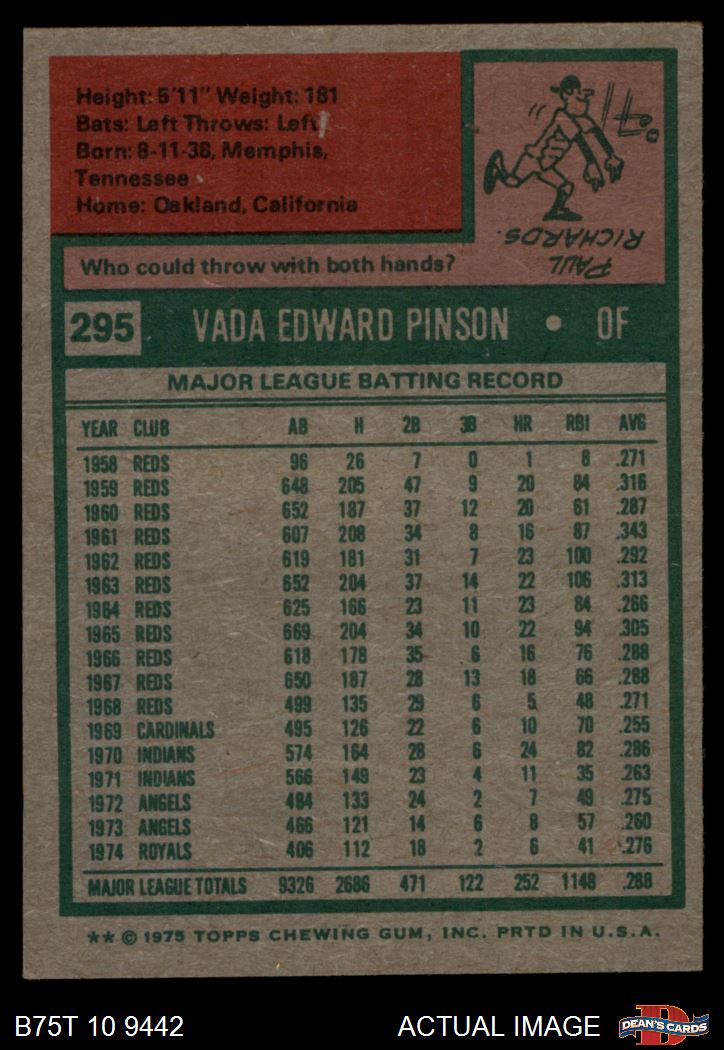 Height: 5'11" Weight: 181
Bats: Left Throws: Left
Born: 8-11-38, Memphis,
Tennessee
Home: Oakland, California
PAUL
RICHARDS.
Who could throw with both hands?
295 VADA EDWARD PINSON • OF
MAJOR LEAGUE BATTING RECORD
YEAR CLUB AB H 2B 3B HR RBI AVG
1958 REDS 96 26 7 0 1 8 .271
1959 REDS 648 205 47 9 20 84 .316
1960 REDS 652 187 37 12 20 61 .287
1961 REDS 607 208 34 8 16 87 .343
1962 REDS 619 181 31 7 23 100 .292
1963 REDS 652 204 37 14 22 106 .313
1964 REDS 625 166 23 11 23 84 .266
1965 REDS 669 204 34 10 22 94 .305
1966 REDS 618 178 35 6 16 76 .288
1967 REDS 650 187 28 13 18 66 .288
1968 REDS 499 135 29 6 5 48 .271
1969 CARDINALS 495 126 22 6 10 70 .255
1970 INDIANS 574 164 28 6 24 82 .286
1971 INDIANS 566 149 23 4 11 35 .263
1972 ANGELS 484 133 24 2 7 49 .275
1973 ANGELS 466 121 14 6 8 57 .260
1974 ROYALS 406 112 18 2 6 41 .276
MAJOR LEAGUE TOTALS 9326 2686 471 122 252 1148 .288
** © 1975 TOPPS CHEWING GUM, INC. PRTD IN U.S.A.
B75T 10 9442 ACTUAL IMAGE D DEAN'S CARDS